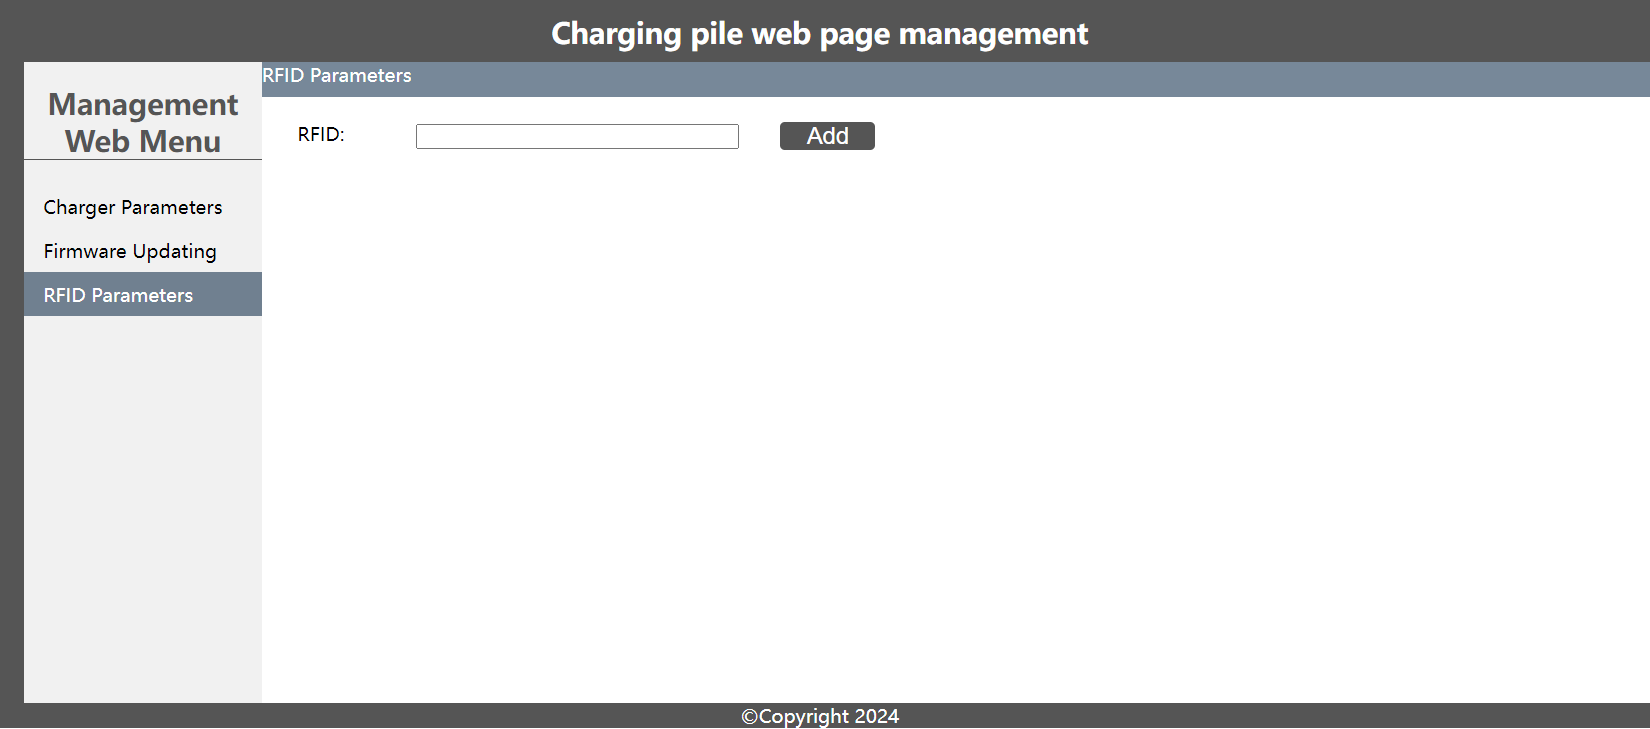 Charging pile web page management
Management
Web Menu
Charger Parameters
Firmware Updating
RFID Parameters
RFID Parameters
RFID:
Add
©Copyright 2024